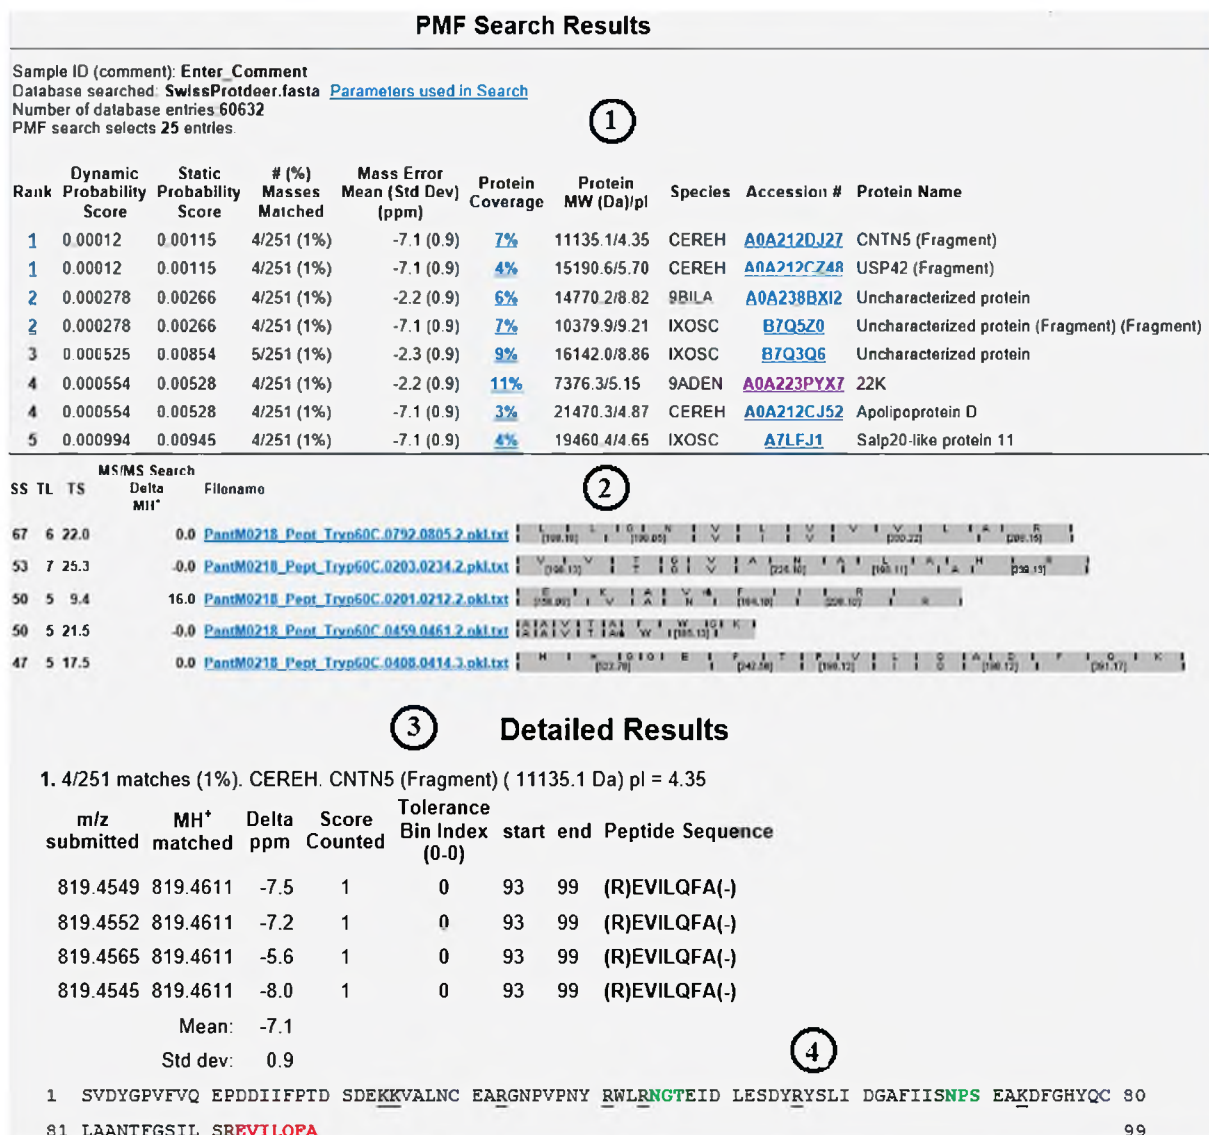 PMF Search Results
Sample ID (comment): Enter_Comment
Database searched: SwissProtdeer.fasta Parameters used in Search
Number of database entries 60632
PMF search selects 25 entries.
1
Rank Dynamic Probability Score Static Probability Score # (%) Masses Matched Mass Error Mean (Std Dev) (ppm) Protein Coverage Protein MW (Da)/pI Species Accession # Protein Name
1 0.00012 0.00115 4/251 (1%) -7.1 (0.9) 7% 11135.1/4.35 CEREH A0A212DJ27 CNTN5 (Fragment)
1 0.00012 0.00115 4/251 (1%) -7.1 (0.9) 4% 15190.6/5.70 CEREH A0A212CZ48 USP42 (Fragment)
2 0.000278 0.00266 4/251 (1%) -2.2 (0.9) 6% 14770.2/8.82 9BILA A0A238BXI2 Uncharacterized protein
2 0.000278 0.00266 4/251 (1%) -7.1 (0.9) 7% 10379.9/9.21 IXOSC B7Q5Z0 Uncharacterized protein (Fragment) (Fragment)
3 0.000525 0.00854 5/251 (1%) -2.3 (0.9) 9% 16142.0/8.86 IXOSC B7Q3Q6 Uncharacterized protein
4 0.000554 0.00528 4/251 (1%) -2.2 (0.9) 11% 7376.3/5.15 9ADEN A0A223PYX7 22K
4 0.000554 0.00528 4/251 (1%) -7.1 (0.9) 3% 21470.3/4.87 CEREH A0A212CJ52 Apolipoprotein D
5 0.000994 0.00945 4/251 (1%) -7.1 (0.9) 4% 19460.4/4.65 IXOSC A7LFJ1 Salp20-like protein 11
SS TL TS MS/MS Search Delta MH+ Filename
2
67 6 22.0 0.0 PantM0218_Pept_Tryp60C.0792.0805.2.pkl.txt
53 7 25.3 -0.0 PantM0218_Pept_Tryp60C.0203.0234.2.pkl.txt
50 5 9.4 16.0 PantM0218_Pept_Tryp60C.0201.0212.2.pkl.txt
50 5 21.5 -0.0 PantM0218_Pept_Tryp60C.0459.0461.2.pkl.txt
47 5 17.5 0.0 PantM0218_Pept_Tryp60C.0408.0414.3.pkl.txt
3 Detailed Results
1. 4/251 matches (1%). CEREH. CNTN5 (Fragment) ( 11135.1 Da) pI = 4.35
m/z submitted MH+ matched Delta ppm Score Counted Tolerance Bin Index (0-0) start end Peptide Sequence
819.4549 819.4611 -7.5 1 0 93 99 (R)EVILQFA(-)
819.4552 819.4611 -7.2 1 0 93 99 (R)EVILQFA(-)
819.4565 819.4611 -5.6 1 0 93 99 (R)EVILQFA(-)
819.4545 819.4611 -8.0 1 0 93 99 (R)EVILQFA(-)
Mean: -7.1
Std dev: 0.9
4
1 SVDYGPVFVQ EPDDIIFPTD SDEKKVALNC EARGNPVPNY RWLRNGTEID LESDYRYSLI DGAFIISNPS EAKDFGHYQC 80
81 LAANTFGSIL SREVILQFA 99